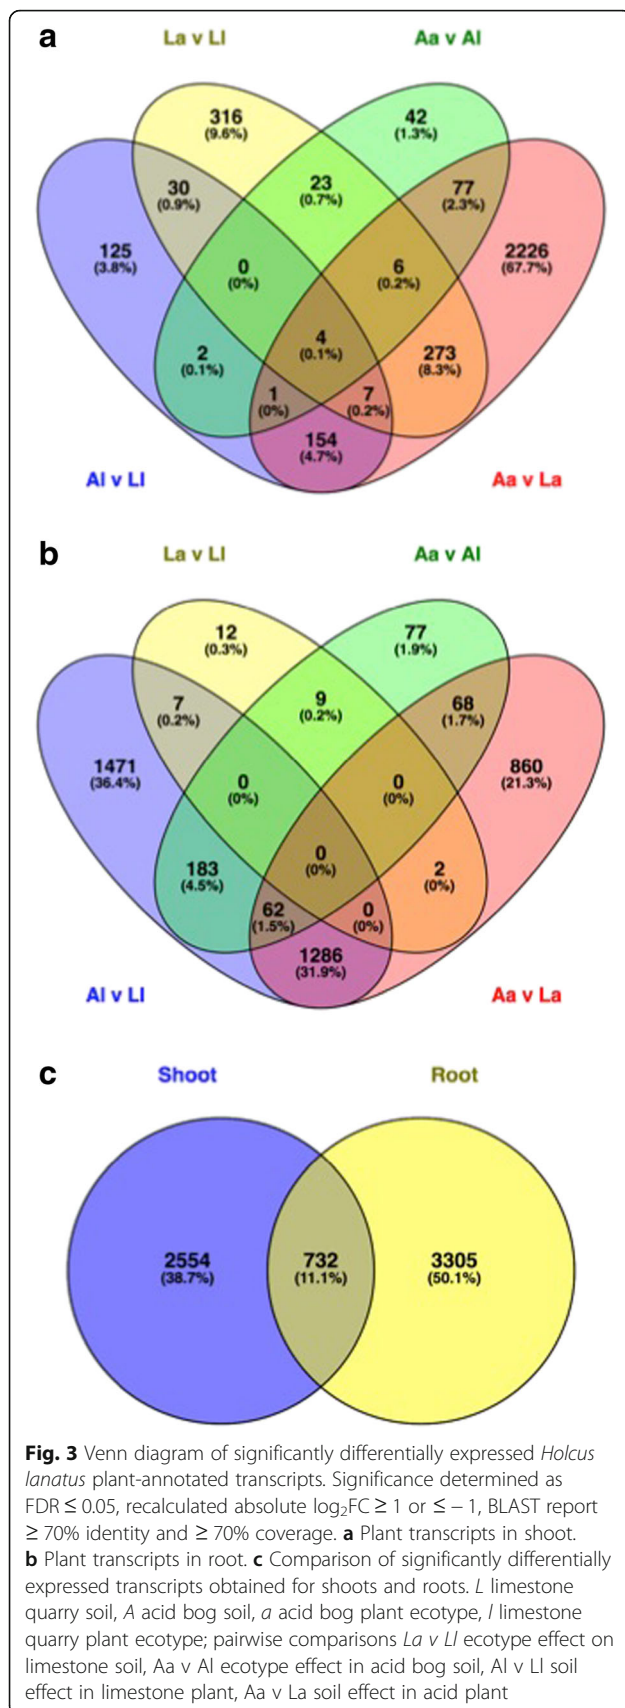 a
La v Ll
Aa v Al
316
(9.6%)
42
(1.3%)
30
(0.9%)
23
(0.7%)
77
(2.3%)
125
(3.8%)
0
(0%)
6
(0.2%)
2226
(67.7%)
2
(0.1%)
4
(0.1%)
273
(8.3%)
1
(0%)
7
(0.2%)
154
(4.7%)
Al v Ll
Aa v La
b
La v Ll
Aa v Al
12
(0.3%)
77
(1.9%)
7
(0.2%)
9
(0.2%)
68
(1.7%)
1471
(36.4%)
0
(0%)
0
(0%)
860
(21.3%)
183
(4.5%)
0
(0%)
2
(0%)
62
(1.5%)
0
(0%)
1286
(31.9%)
Al v Ll
Aa v La
c
Shoot
Root
2554
(38.7%)
732
(11.1%)
3305
(50.1%)
Fig. 3 Venn diagram of significantly differentially expressed Holcus
lanatus plant-annotated transcripts. Significance determined as
FDR ≤ 0.05, recalculated absolute log₂FC ≥ 1 or ≤ − 1, BLAST report
≥ 70% identity and ≥ 70% coverage. a Plant transcripts in shoot.
b Plant transcripts in root. c Comparison of significantly differentially
expressed transcripts obtained for shoots and roots. L limestone
quarry soil, A acid bog soil, a acid bog plant ecotype, l limestone
quarry plant ecotype; pairwise comparisons La v Ll ecotype effect on
limestone soil, Aa v Al ecotype effect in acid bog soil, Al v Ll soil
effect in limestone plant, Aa v La soil effect in acid plant